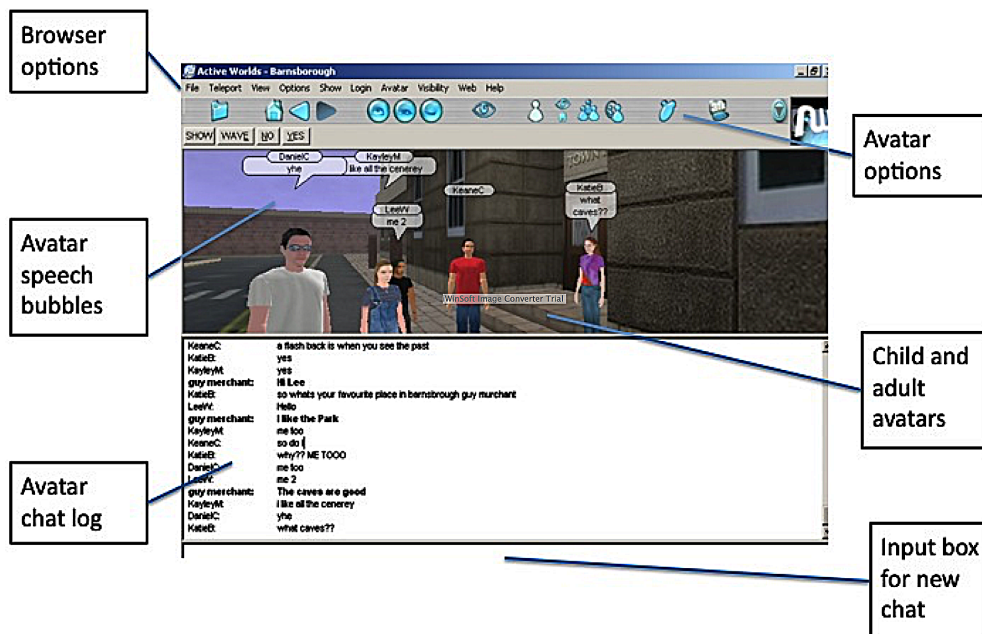 Browser
options
Active Worlds - Barnsborough
File Teleport View Options Show Login Avatar Visibility Web Help
SHOW WAVE NO YES
Avatar
options
DanielC
yhe
KayleyM
like all the cenerey
LeeW
me 2
KeaneC
TOWN
KatieB
what
caves??
Avatar
speech
bubbles
WinSoft Image Converter Trial
Child and
adult
avatars
KeaneC: a flash back is when you see the past
KatieB: yes
KayleyM: yes
guy merchant: Hi Lee
KatieB: so whats your favourite place in barnsbrough guy murchant
LeeW: Hello
guy merchant: I like the Park
KayleyM: me too
KeaneC: so do i
KatieB: why?? ME TOOO
DanielC: me too
LeeW: me 2
guy merchant: The caves are good
KayleyM: i like all the cenerey
DanielC: yhe
KatieB: what caves??
Avatar
chat log
Input box
for new
chat